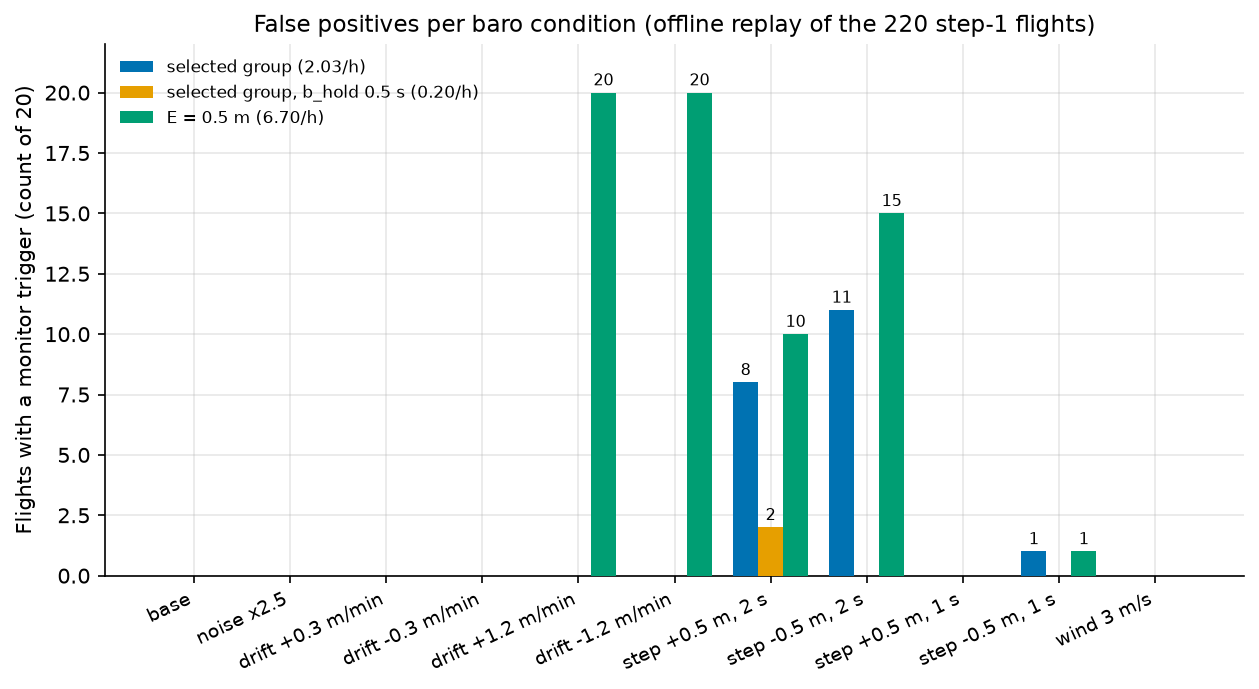 False positives per baro condition (offline replay of the 220 step-1 flights)
selected group (2.03/h)
selected group, b_hold 0.5 s (0.20/h)
E = 0.5 m (6.70/h)
Flights with a monitor trigger (count of 20)
20.0
17.5
15.0
12.5
10.0
7.5
5.0
2.5
0.0
20
20
8
2
10
11
15
1
1
base
noise x2.5
drift +0.3 m/min
drift -0.3 m/min
drift +1.2 m/min
drift -1.2 m/min
step +0.5 m, 2 s
step -0.5 m, 2 s
step +0.5 m, 1 s
step -0.5 m, 1 s
wind 3 m/s